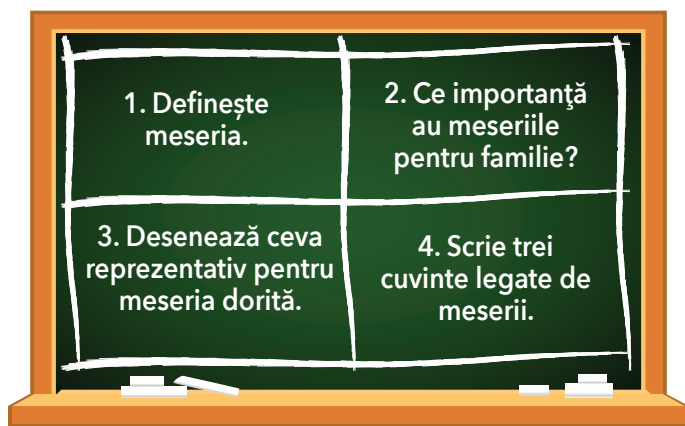 1. Definește
meseria.
2. Ce importanţă
au meseriile
pentru familie?
3. Desenează ceva
reprezentativ pentru
meseria dorită.
4. Scrie trei
cuvinte legate de
meserii.